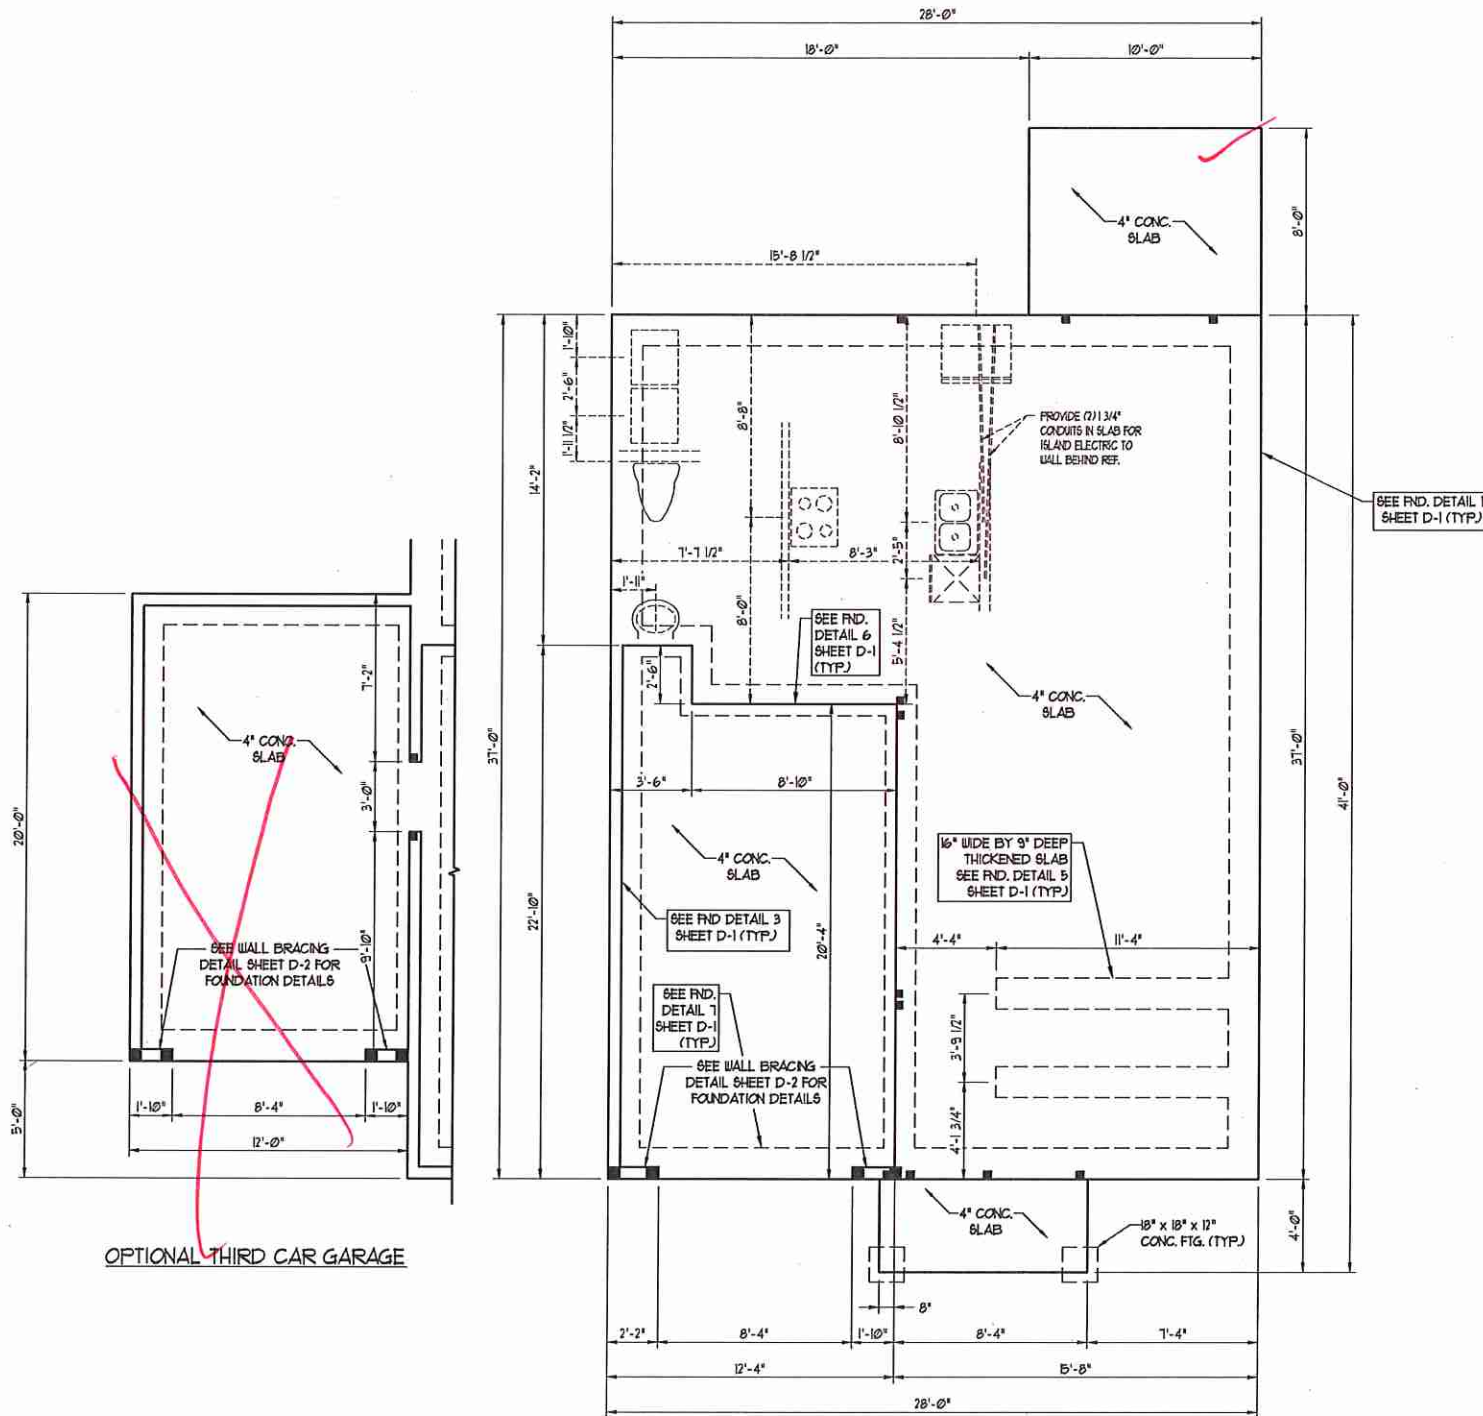 28'-0"
18'-0"
10'-0"
8'-0"
4" CONC.
SLAB
15'-8 1/2"
1'-10"
2'-6"
1'-11 1/2"
14'-2"
8'-8"
8'-10 1/2"
PROVIDE (2) 1 3/4"
CONDUITS IN SLAB FOR
ISLAND ELECTRIC TO
WALL BEHIND REF.
SEE FND. DETAIL 1
SHEET D-1 (TYP.)
7'-7 1/2"
8'-3"
2'-5"
1'-11"
8'-0"
5'-4 1/2"
SEE FND.
DETAIL 6
SHEET D-1
(TYP.)
2'-6"
4" CONC.
SLAB
37'-0"
37'-0"
41'-0"
3'-6"
8'-10"
4" CONC.
SLAB
22'-10"
SEE FND DETAIL 3
SHEET D-1 (TYP.)
20'-4"
16" WIDE BY 9" DEEP
THICKENED SLAB
SEE FND. DETAIL 5
SHEET D-1 (TYP.)
4'-4"
11'-4"
SEE FND.
DETAIL 7
SHEET D-1
(TYP.)
3'-9 1/2"
4'-1 3/4"
SEE WALL BRACING
DETAIL SHEET D-2 FOR
FOUNDATION DETAILS
4" CONC.
SLAB
18" x 18" x 12"
CONC. FTG. (TYP.)
4'-0"
8"
2'-2"
8'-4"
1'-10"
8'-4"
7'-4"
12'-4"
15'-8"
28'-0"
20'-0"
7'-2"
4" CONC.
SLAB
3'-0"
9'-10"
SEE WALL BRACING
DETAIL SHEET D-2 FOR
FOUNDATION DETAILS
1'-10"
8'-4"
1'-10"
12'-0"
5'-0"
OPTIONAL THIRD CAR GARAGE